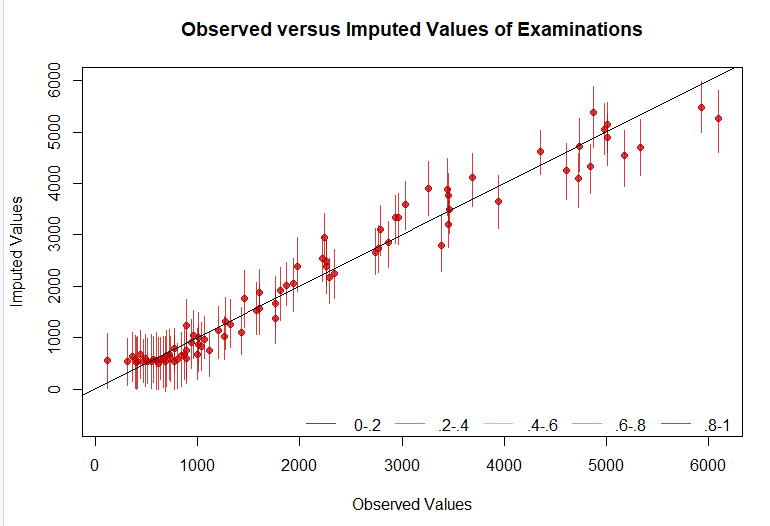 Observed versus Imputed Values of Examinations
Imputed Values
6000
5000
4000
3000
2000
1000
0
0-.2 .2-.4 .4-.6 .6-.8 .8-1
0 1000 2000 3000 4000 5000 6000
Observed Values